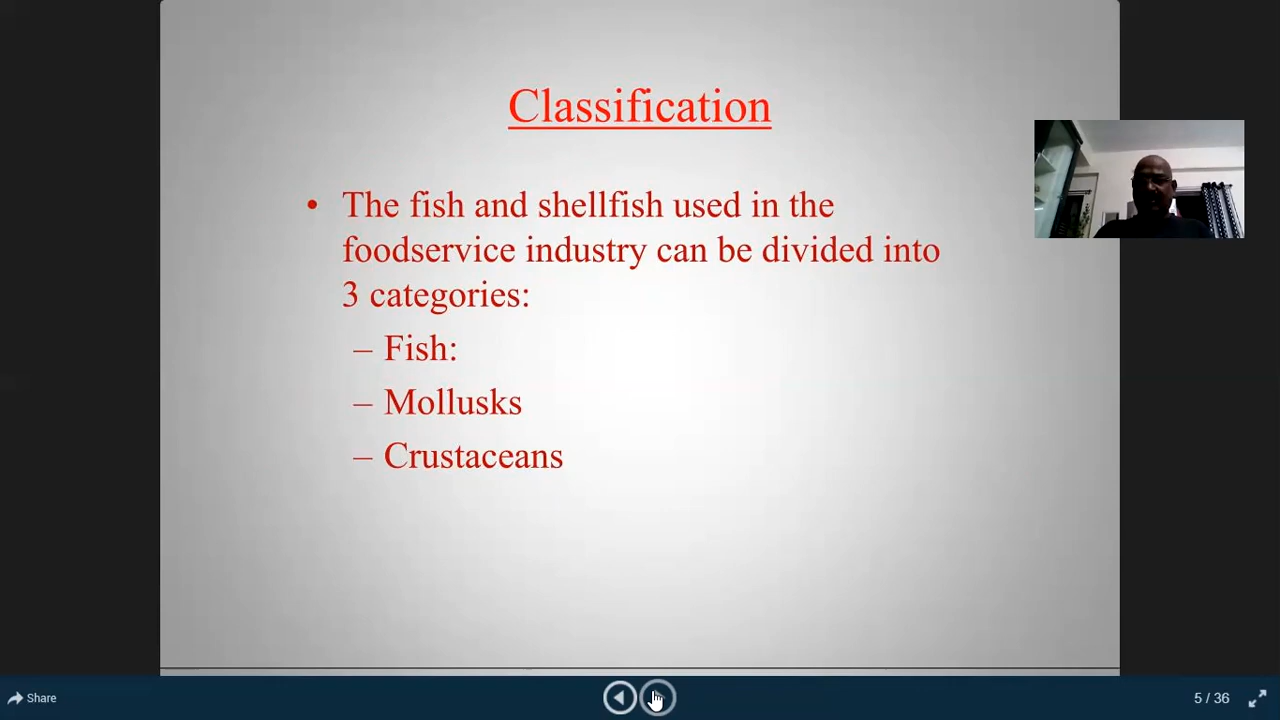 Classification
• The fish and shellfish used in the
foodservice industry can be divided into
3 categories:
– Fish:
– Mollusks
– Crustaceans
Share
5 / 36